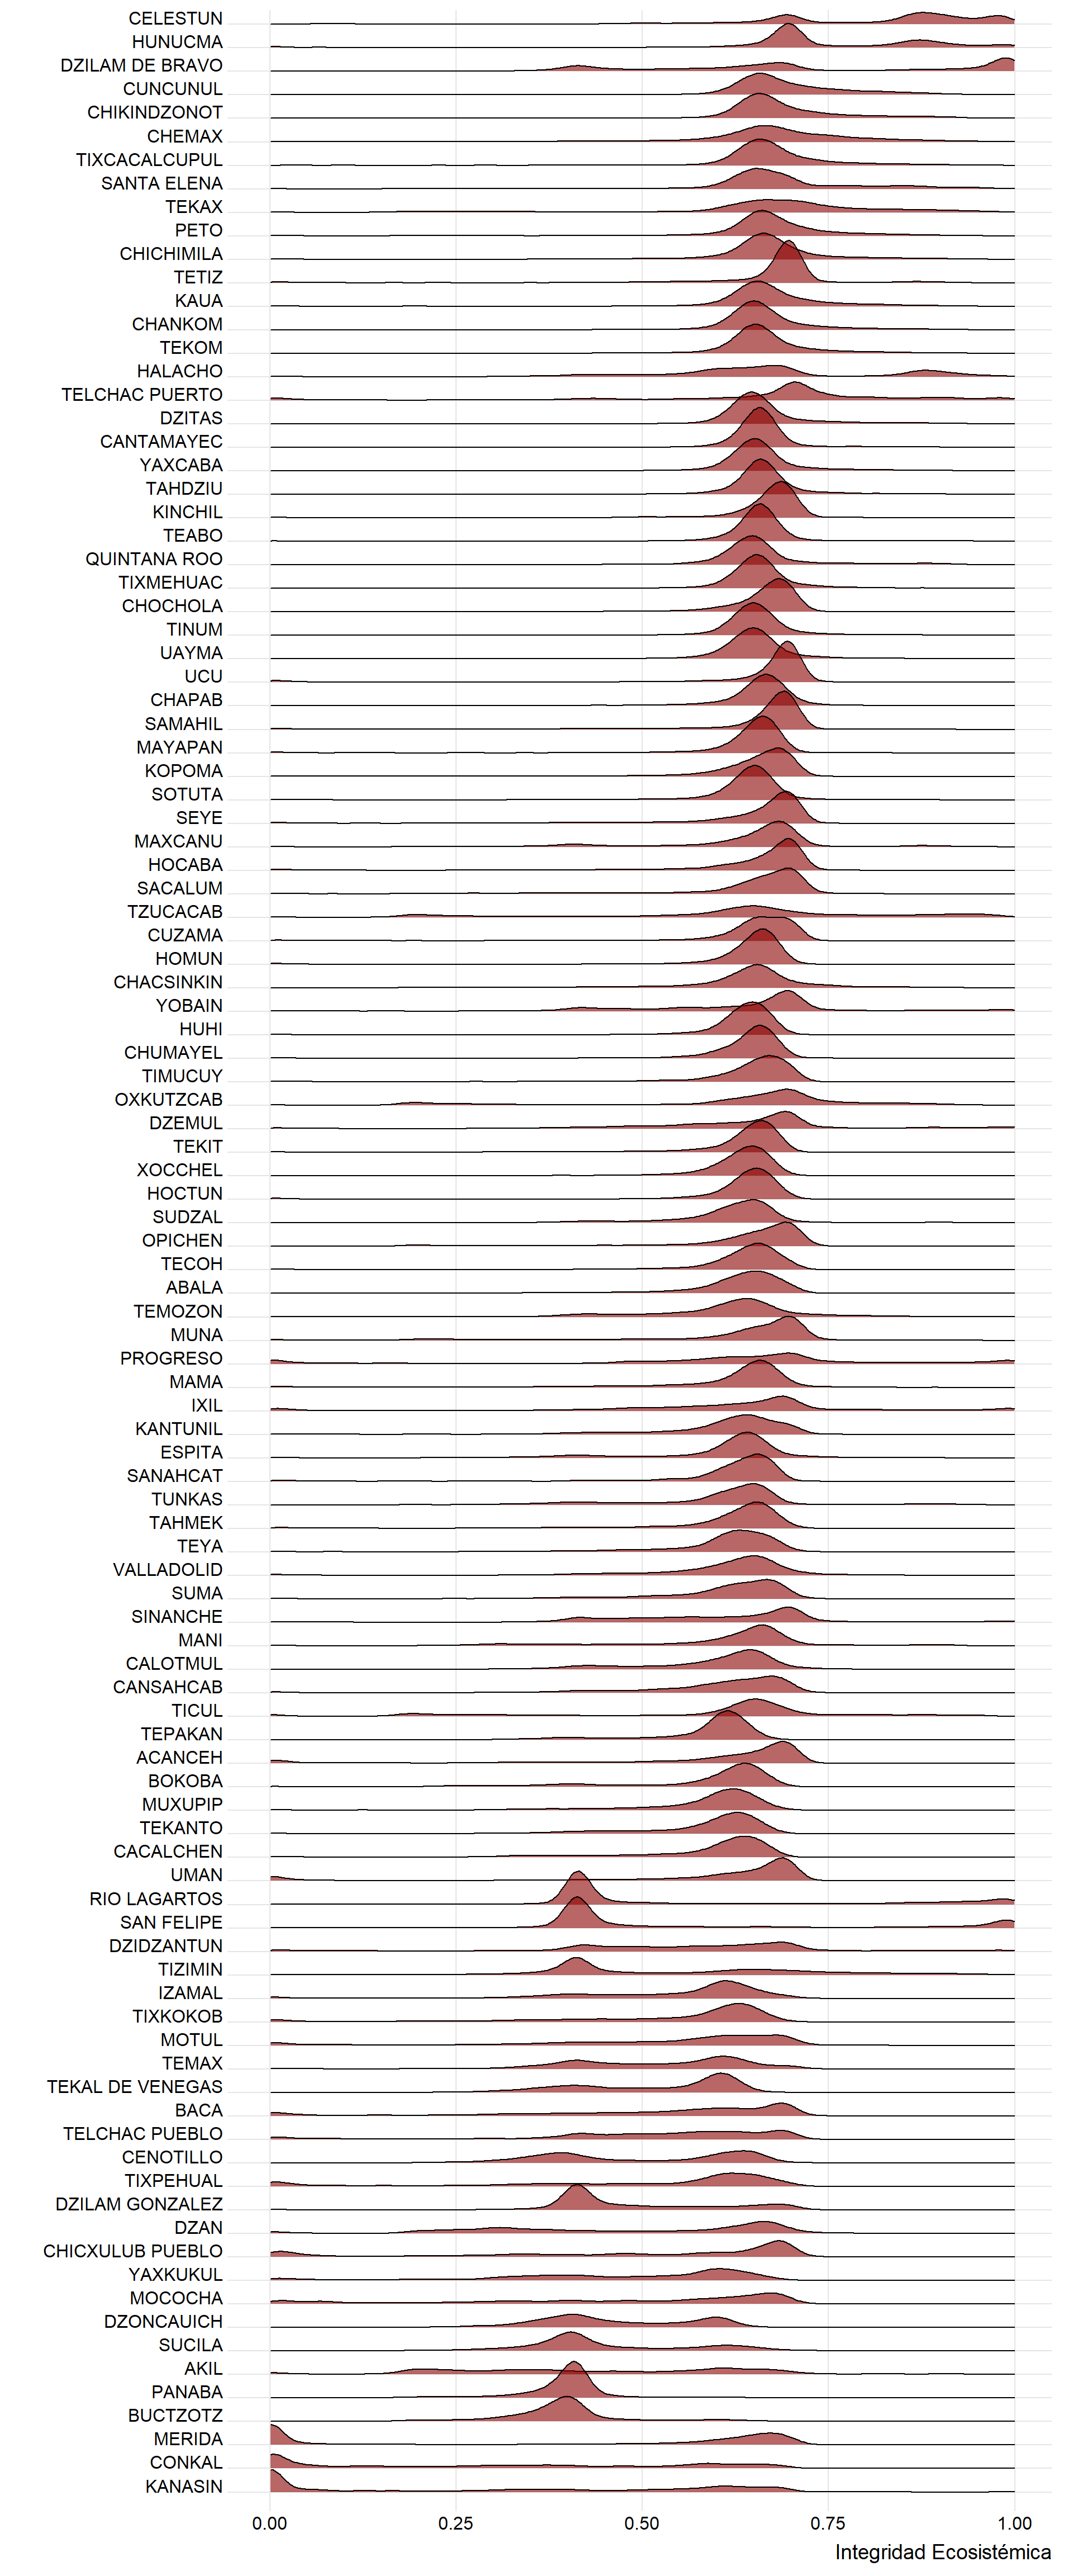 CELESTUN
HUNUCMA
DZILAM DE BRAVO
CUNCUNUL
CHIKINDZONOT
CHEMAX
TIXCACALCUPUL
SANTA ELENA
TEKAX
PETO
CHICHIMILA
TETIZ
KAUA
CHANKOM
TEKOM
HALACHO
TELCHAC PUERTO
DZITAS
CANTAMAYEC
YAXCABA
TAHDZIU
KINCHIL
TEABO
QUINTANA ROO
TIXMEHUAC
CHOCHOLA
TINUM
UAYMA
UCU
CHAPAB
SAMAHIL
MAYAPAN
KOPOMA
SOTUTA
SEYE
MAXCANU
HOCABA
SACALUM
TZUCACAB
CUZAMA
HOMUN
CHACSINKIN
YOBAIN
HUHI
CHUMAYEL
TIMUCUY
OXKUTZCAB
DZEMUL
TEKIT
XOCCHEL
HOCTUN
SUDZAL
OPICHEN
TECOH
ABALA
TEMOZON
MUNA
PROGRESO
MAMA
IXIL
KANTUNIL
ESPITA
SANAHCAT
TUNKAS
TAHMEK
TEYA
VALLADOLID
SUMA
SINANCHE
MANI
CALOTMUL
CANSAHCAB
TICUL
TEPAKAN
ACANCEH
BOKOBA
MUXUPIP
TEKANTO
CACALCHEN
UMAN
RIO LAGARTOS
SAN FELIPE
DZIDZANTUN
TIZIMIN
IZAMAL
TIXKOKOB
MOTUL
TEMAX
TEKAL DE VENEGAS
BACA
TELCHAC PUEBLO
CENOTILLO
TIXPEHUAL
DZILAM GONZALEZ
DZAN
CHICXULUB PUEBLO
YAXKUKUL
MOCOCHA
DZONCAUICH
SUCILA
AKIL
PANABA
BUCTZOTZ
MERIDA
CONKAL
KANASIN
0.00 0.25 0.50 0.75 1.00
Integridad Ecosistémica